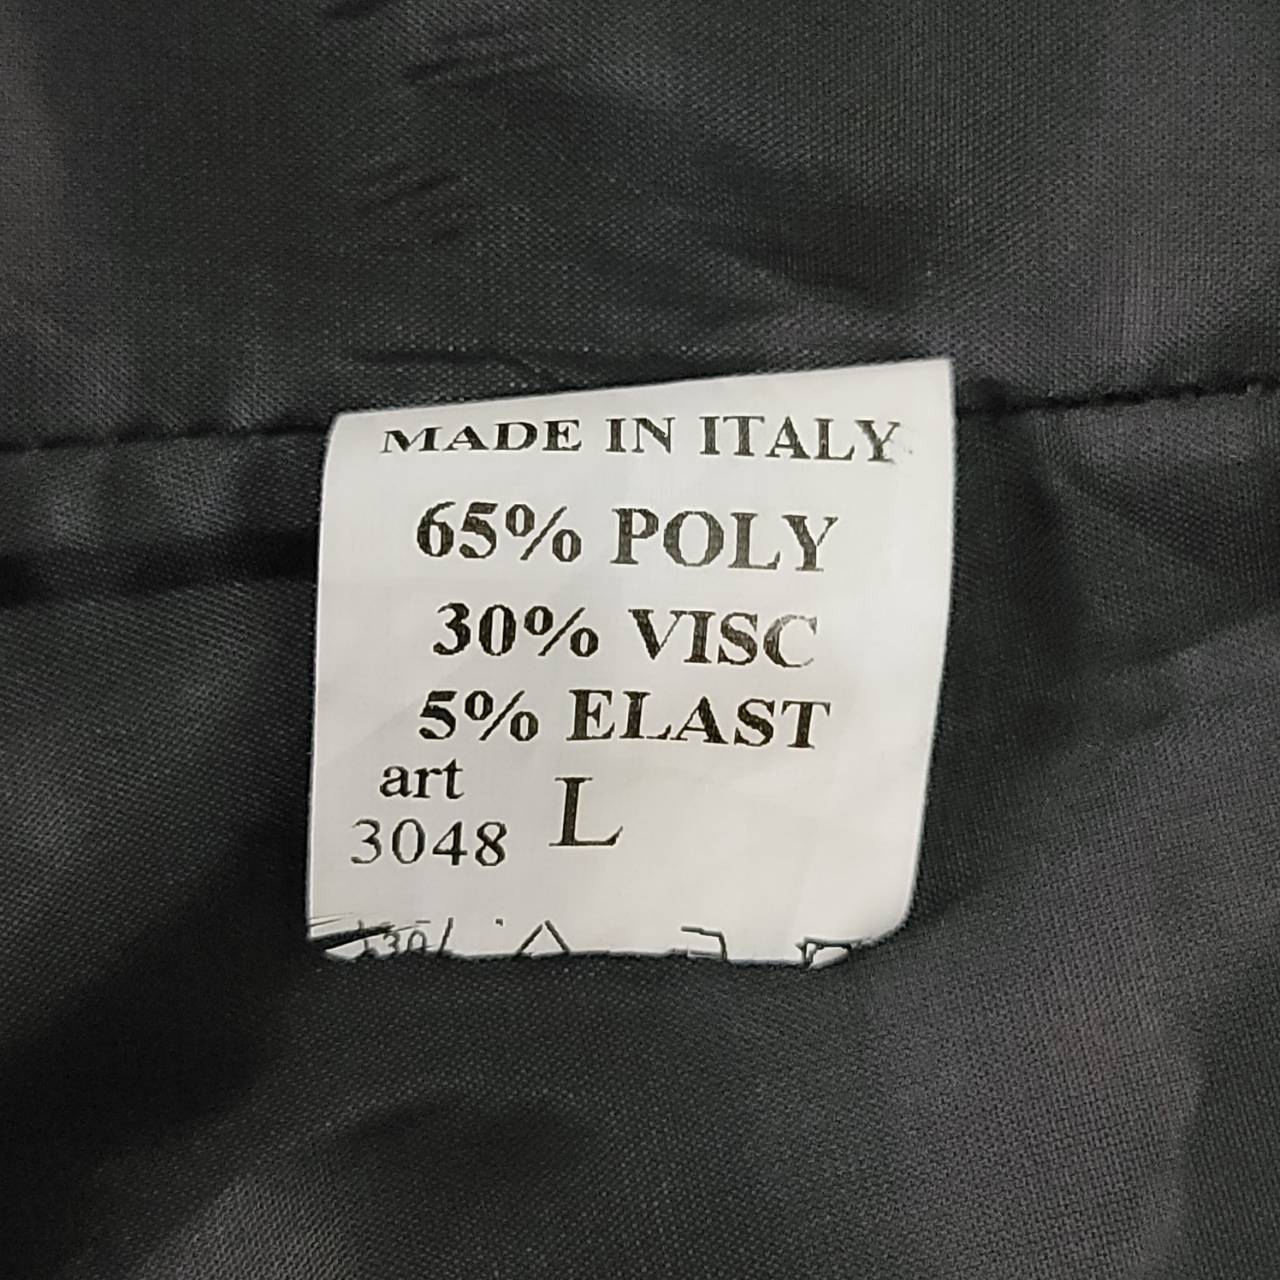 MADE IN ITALY
65% POLY
30% VISC
5% ELAST
art
3048 L